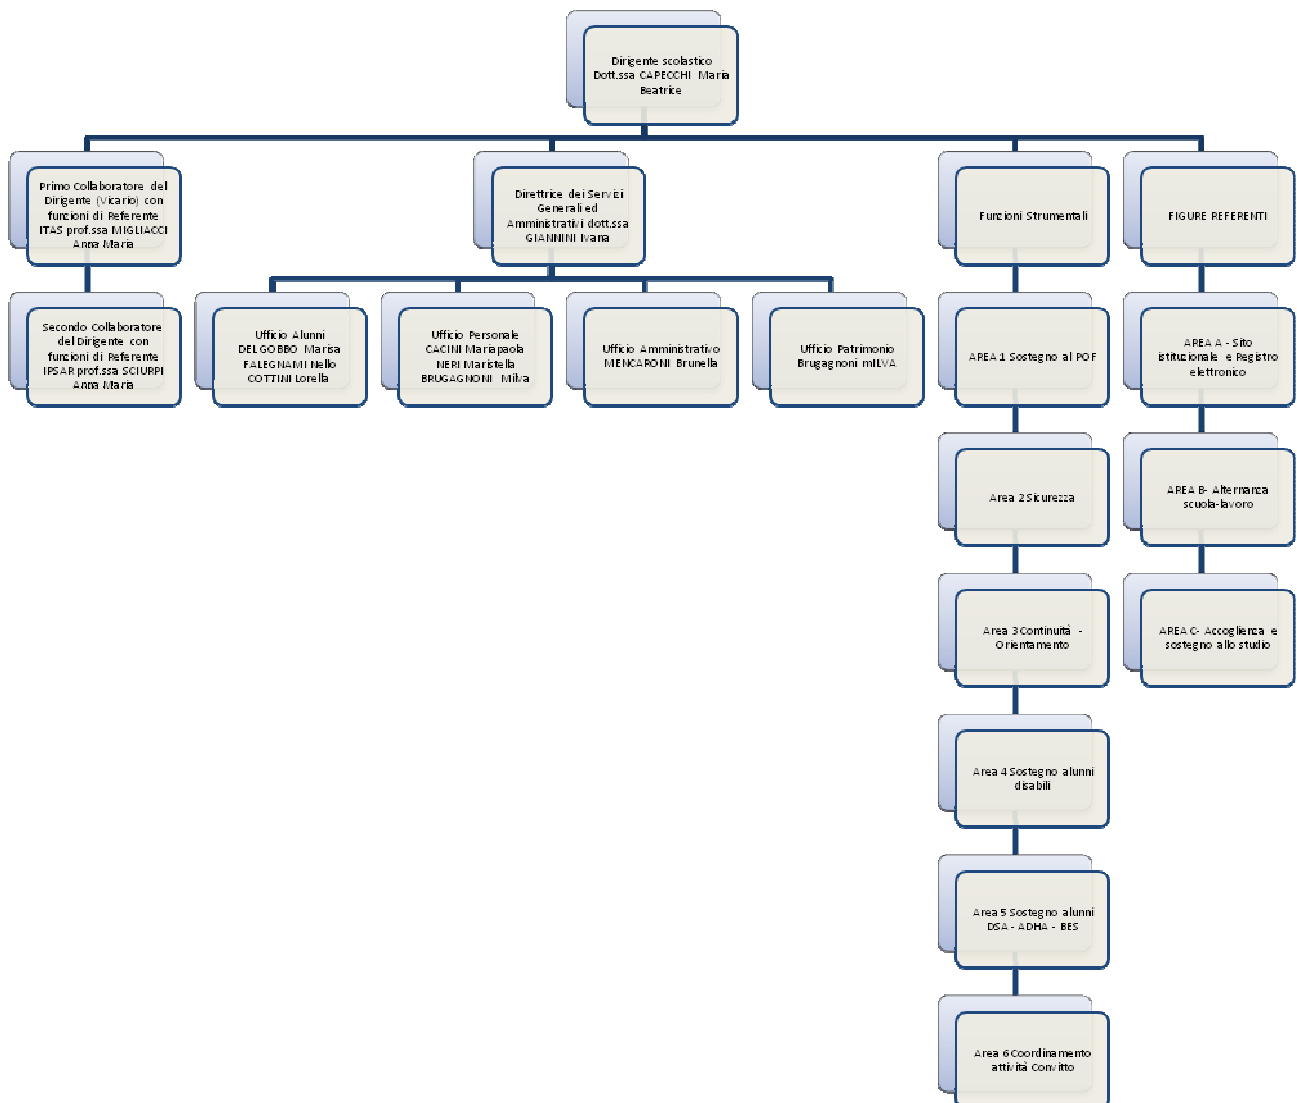 Dirigente scolastico
Dott.ssa CAPECCHI Maria
Beatrice
Primo Collaboratore del
Dirigente (Vicario) con
funzioni di Referente
ITAS prof.ssa MIGLIACCI
Anna Maria
Direttrice dei Servizi
Generali ed
Amministrativi dott.ssa
GIANNINI Ivana
Funzioni Strumentali
FIGURE REFERENTI
Secondo Collaboratore
del Dirigente con
funzioni di Referente
IPSAR prof.ssa SCIURPI
Anna Maria
Ufficio Alunni
DEL GOBBO Marisa
FALEGNAMI Nello
COTTINI Lorella
Ufficio Personale
CACINI Mariapaola
NERI Maristella
BRUGAGNONI Milva
Ufficio Amministrativo
MENCARONI Brunella
Ufficio Patrimonio
Brugagnoni mILVA
AREA 1 Sostegno al POF
AREA A - Sito
istituzionale e Registro
elettronico
Area 2 Sicurezza
AREA B- Alternanza
scuola-lavoro
Area 3 Continuità -
Orientamento
AREA C- Accoglienza e
sostegno allo studio
Area 4 Sostegno alunni
disabili
Area 5 Sostegno alunni
DSA - ADHA - BES
Area 6 Coordinamento
attività Convitto